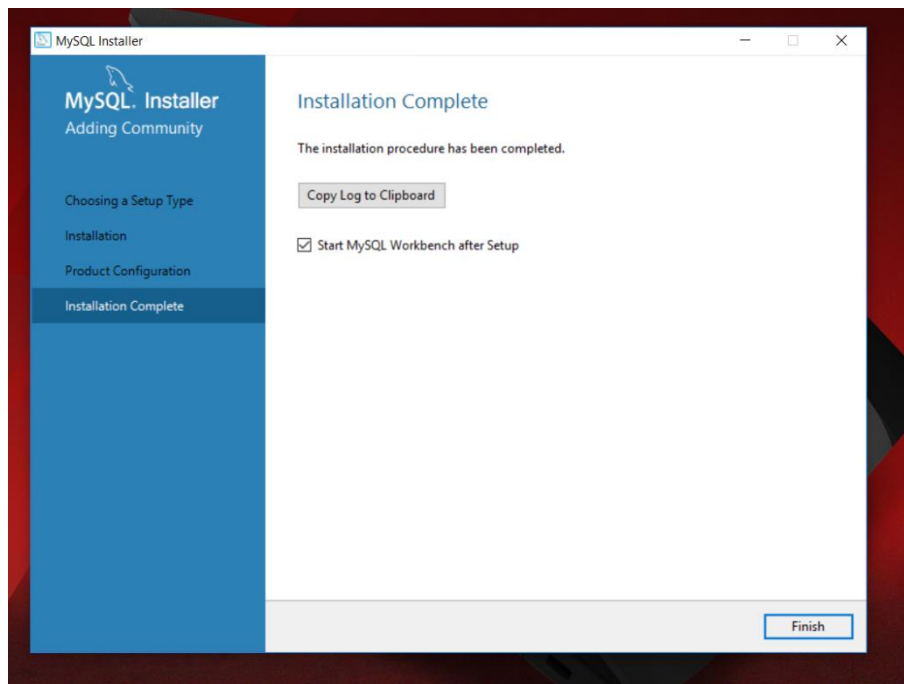 MySQL Installer
MySQL. Installer
Adding Community
Choosing a Setup Type
Installation
Product Configuration
Installation Complete
Installation Complete
The installation procedure has been completed.
Copy Log to Clipboard
Start MySQL Workbench after Setup
Finish